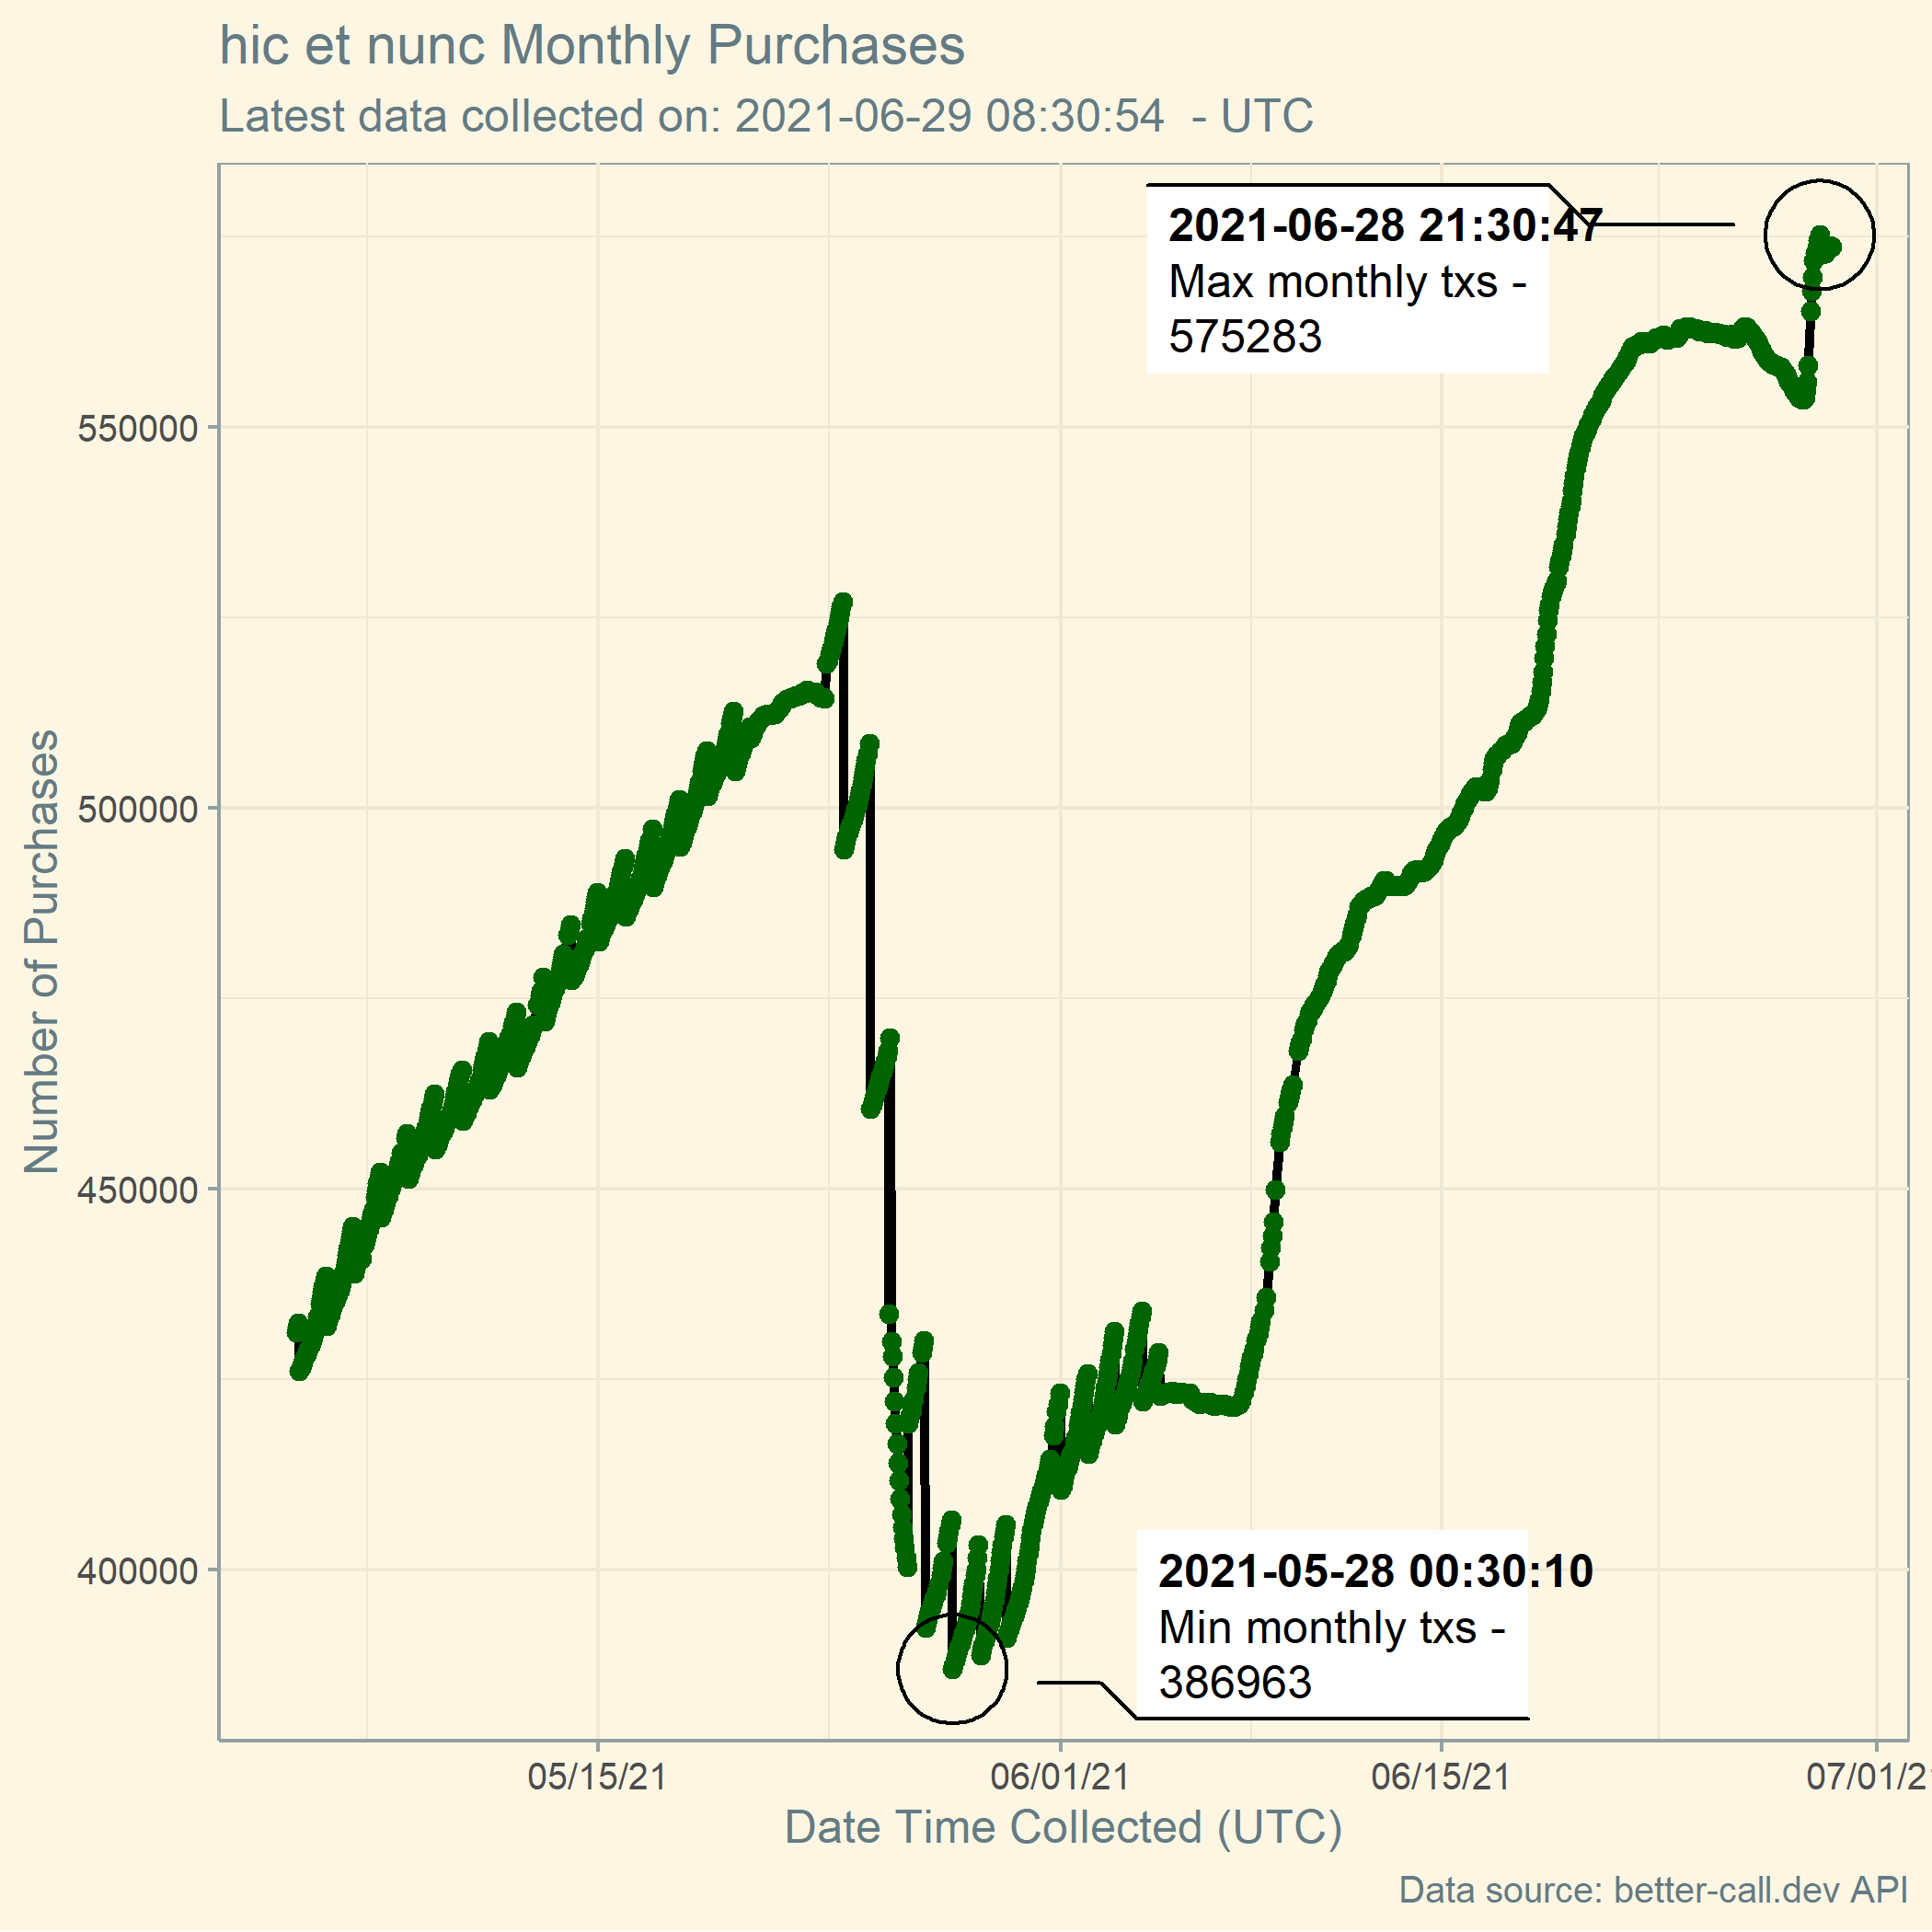 hic et nunc Monthly Purchases
Latest data collected on: 2021-06-29 08:30:54 - UTC
2021-06-28 21:30:47
Max monthly txs -
575283
550000
500000
450000
400000
Number of Purchases
2021-05-28 00:30:10
Min monthly txs -
386963
05/15/21
06/01/21
06/15/21
07/01/2
Date Time Collected (UTC)
Data source: better-call.dev API